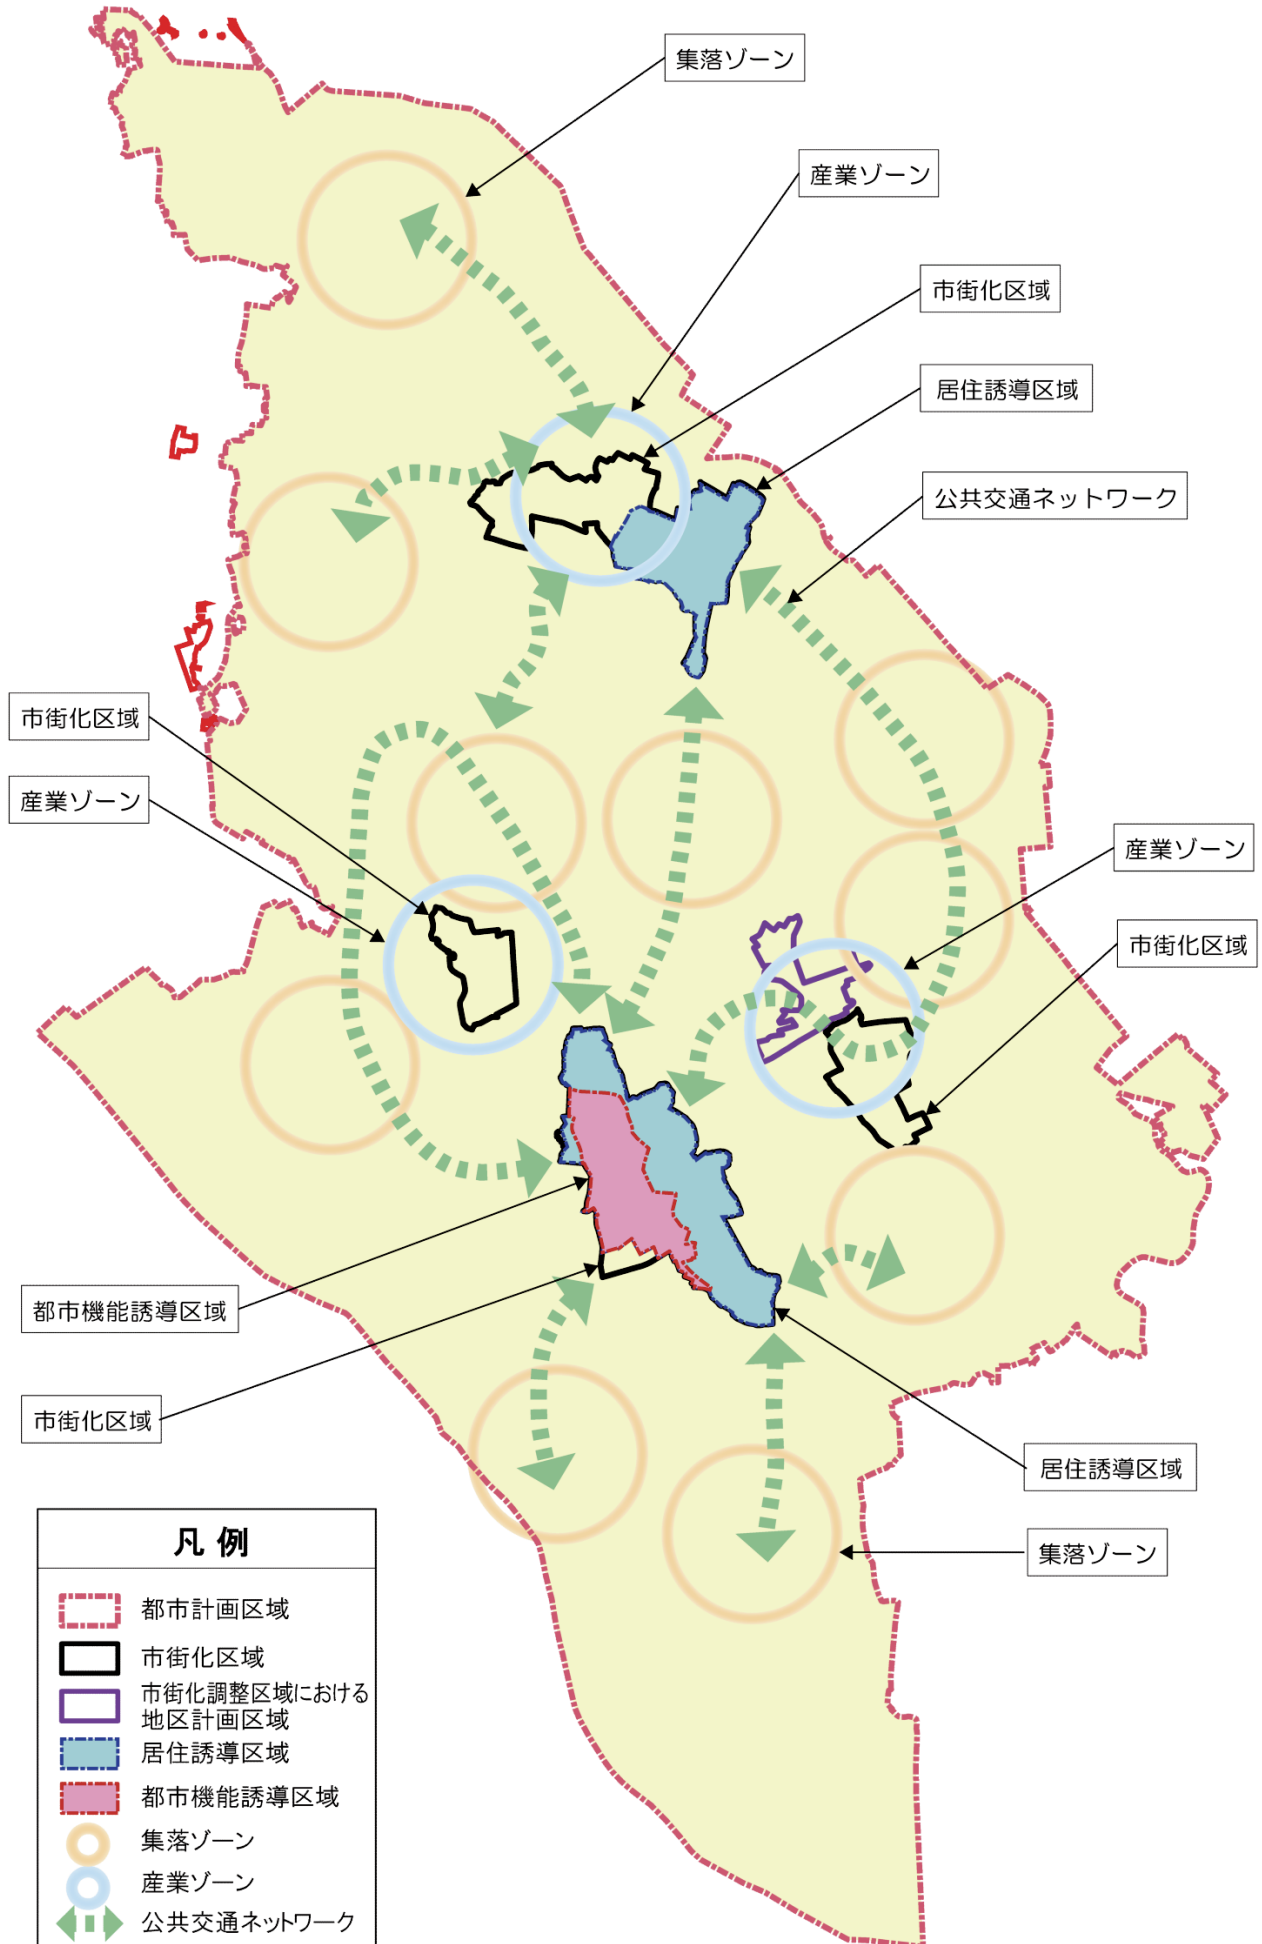 集落ゾーン
産業ゾーン
市街化区域
居住誘導区域
公共交通ネットワーク
市街化区域
産業ゾーン
産業ゾーン
市街化区域
都市機能誘導区域
市街化区域
居住誘導区域
集落ゾーン
凡例
都市計画区域
市街化区域
市街化調整区域における
地区計画区域
居住誘導区域
都市機能誘導区域
集落ゾーン
産業ゾーン
公共交通ネットワーク